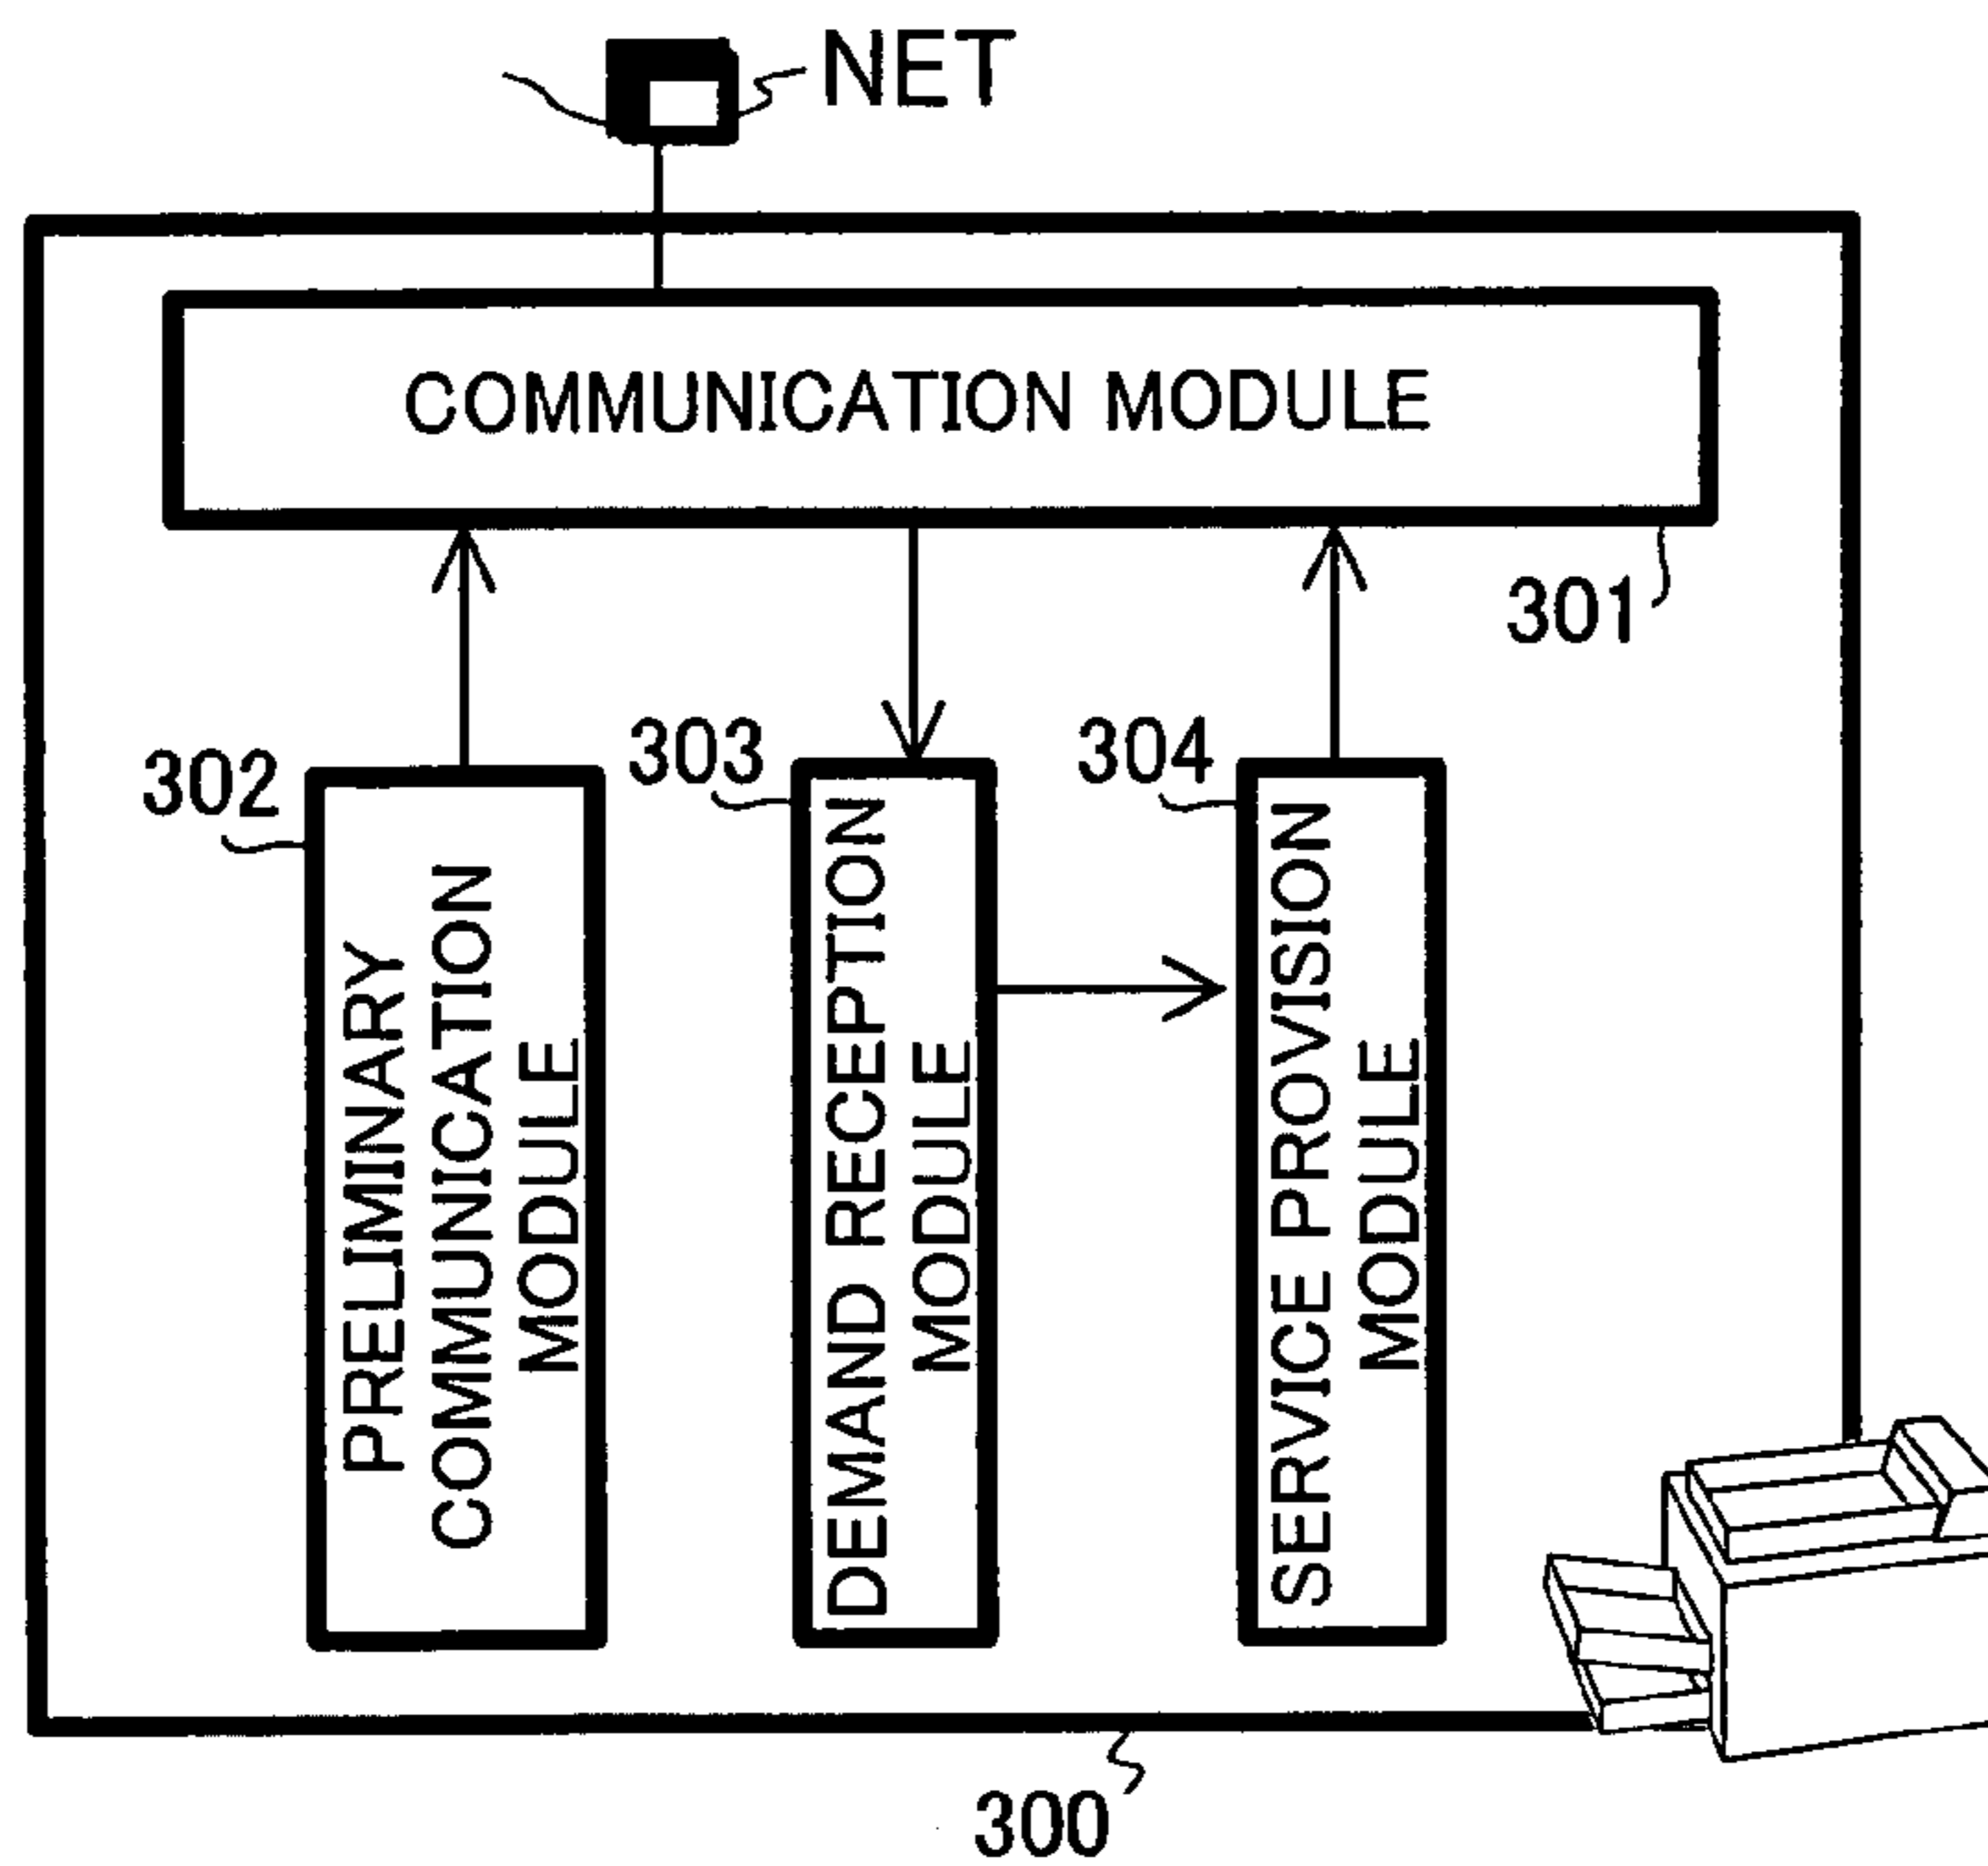 NET
COMMUNICATION MODULE
301
302
303
304
PRELIMINARY
COMMUNICATION
MODULE
DEMAND RECEPTION
MODULE
SERVICE PROVISION
MODULE
300